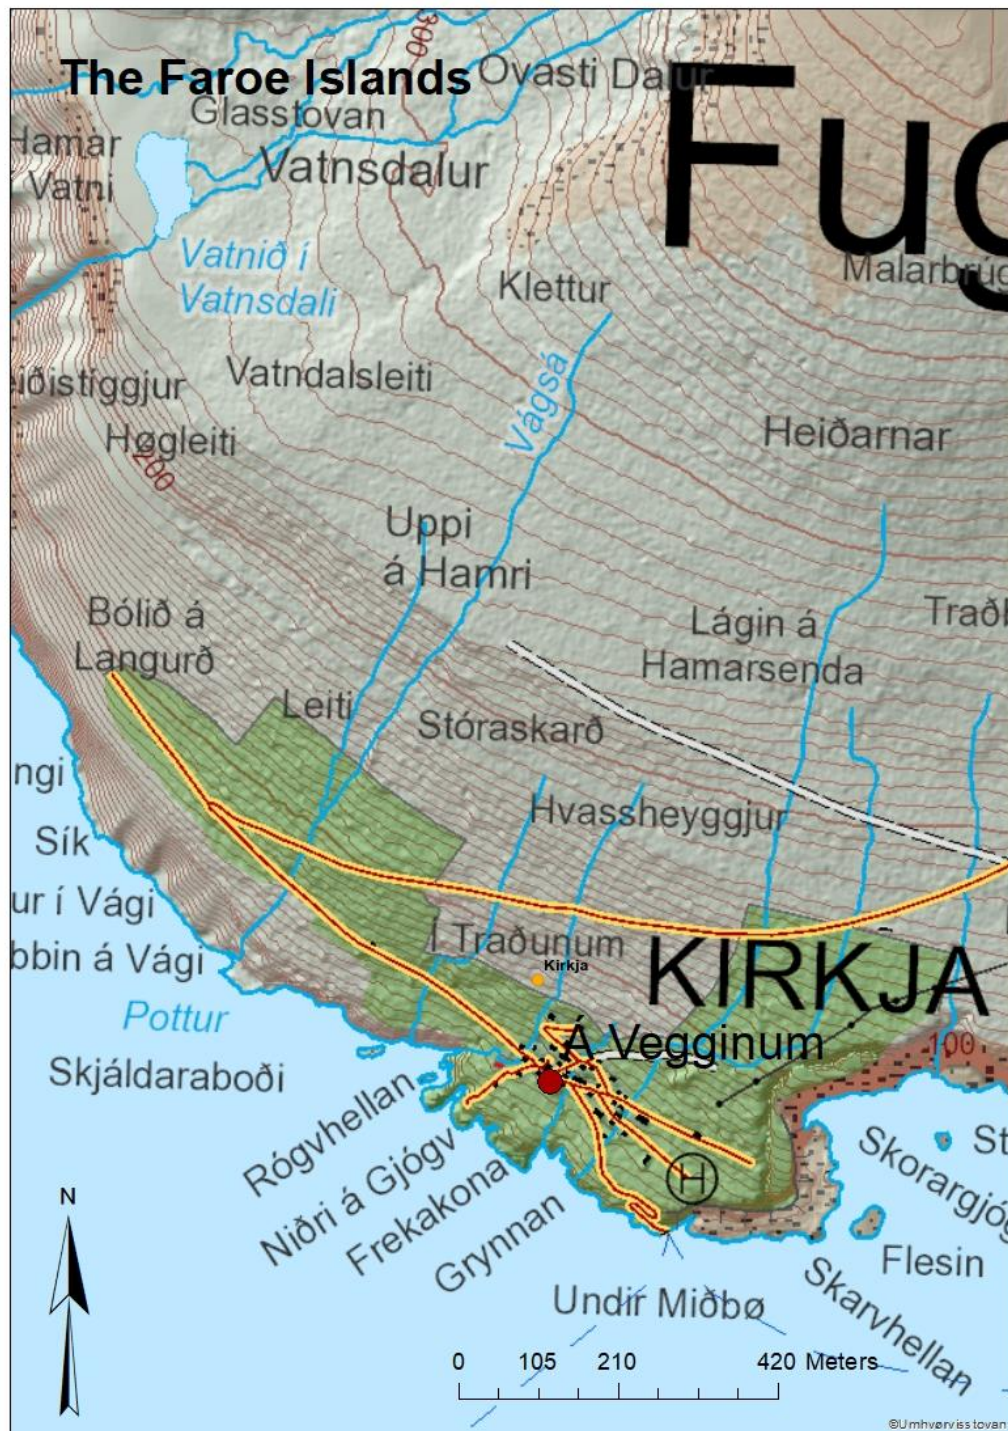 The Faroe Islands
300
Ovasti Dalur
Glasstovan
Hamar
Vatni
Vatnsdalur
Fug
Vatnið í
Vatnsdali
Klettur
Malarbrúg
Vágsá
iðistiggjur
Vatndalsleiti
Høgleiti
200
Heiðarnar
Uppi
á Hamri
Bólið á
Langurð
Lágin á
Hamarsenda
Leiti
Stóraskarð
ngi
Hvassheyggjur
Sík
ur í Vági
Í Traðunum
bbin á Vági
Kirkja
KIRKJA
Pottur
Á Vegginum
100
Skjáldaraboði
Rógvhellan
Niðri á Gjógv
Frekakona
Grynnan
H
Skorargjóg
St
Flesin
N
Undir Miðbø
Skarvhellan
0 105 210 420 Meters
©Umhvørvisstovan